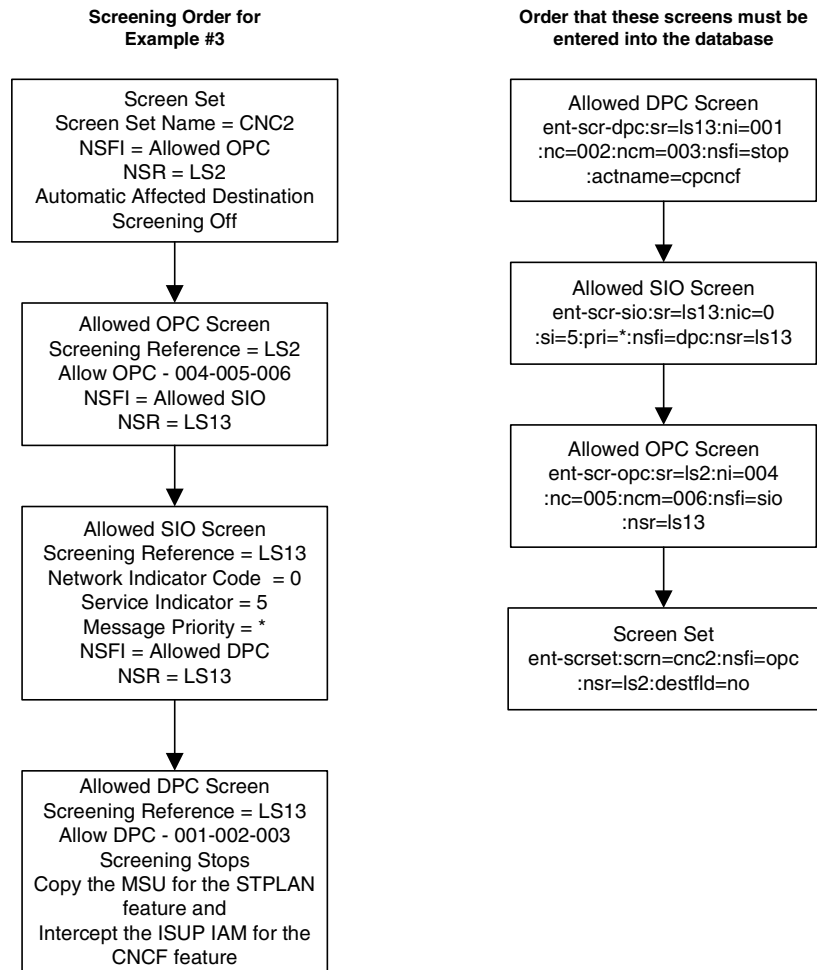 Screening Order for
Example #3
Screen Set
Screen Set Name = CNC2
NSFI = Allowed OPC
NSR = LS2
Automatic Affected Destination
Screening Off
Allowed OPC Screen
Screening Reference = LS2
Allow OPC - 004-005-006
NSFI = Allowed SIO
NSR = LS13
Allowed SIO Screen
Screening Reference = LS13
Network Indicator Code = 0
Service Indicator = 5
Message Priority = *
NSFI = Allowed DPC
NSR = LS13
Allowed DPC Screen
Screening Reference = LS13
Allow DPC - 001-002-003
Screening Stops
Copy the MSU for the STPLAN
feature and
Intercept the ISUP IAM for the
CNCF feature
Order that these screens must be
entered into the database
Allowed DPC Screen
ent-scr-dpc:sr=ls13:ni=001
:nc=002:ncm=003:nsfi=stop
:actname=cpcncf
Allowed SIO Screen
ent-scr-sio:sr=ls13:nic=0
:si=5:pri=*:nsfi=dpc:nsr=ls13
Allowed OPC Screen
ent-scr-opc:sr=ls2:ni=004
:nc=005:ncm=006:nsfi=sio
:nsr=ls13
Screen Set
ent-scrset:scrn=cnc2:nsfi=opc
:nsr=ls2:destfld=no